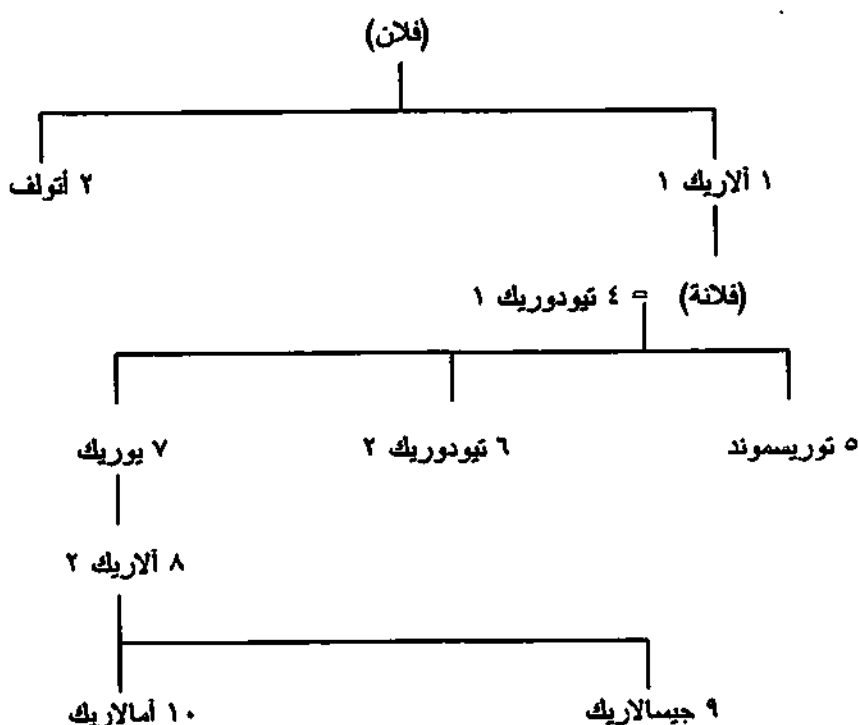 (فلان)
١ ألاريك ١
٢ أتولف
(فلانة) = ٤ تيودوريك ١
٥ توريسموند
٦ تيودوريك ٢
٧ يوريك
٨ ألاريك ٢
٩ جيسالاريك
١٠ أمالاريك